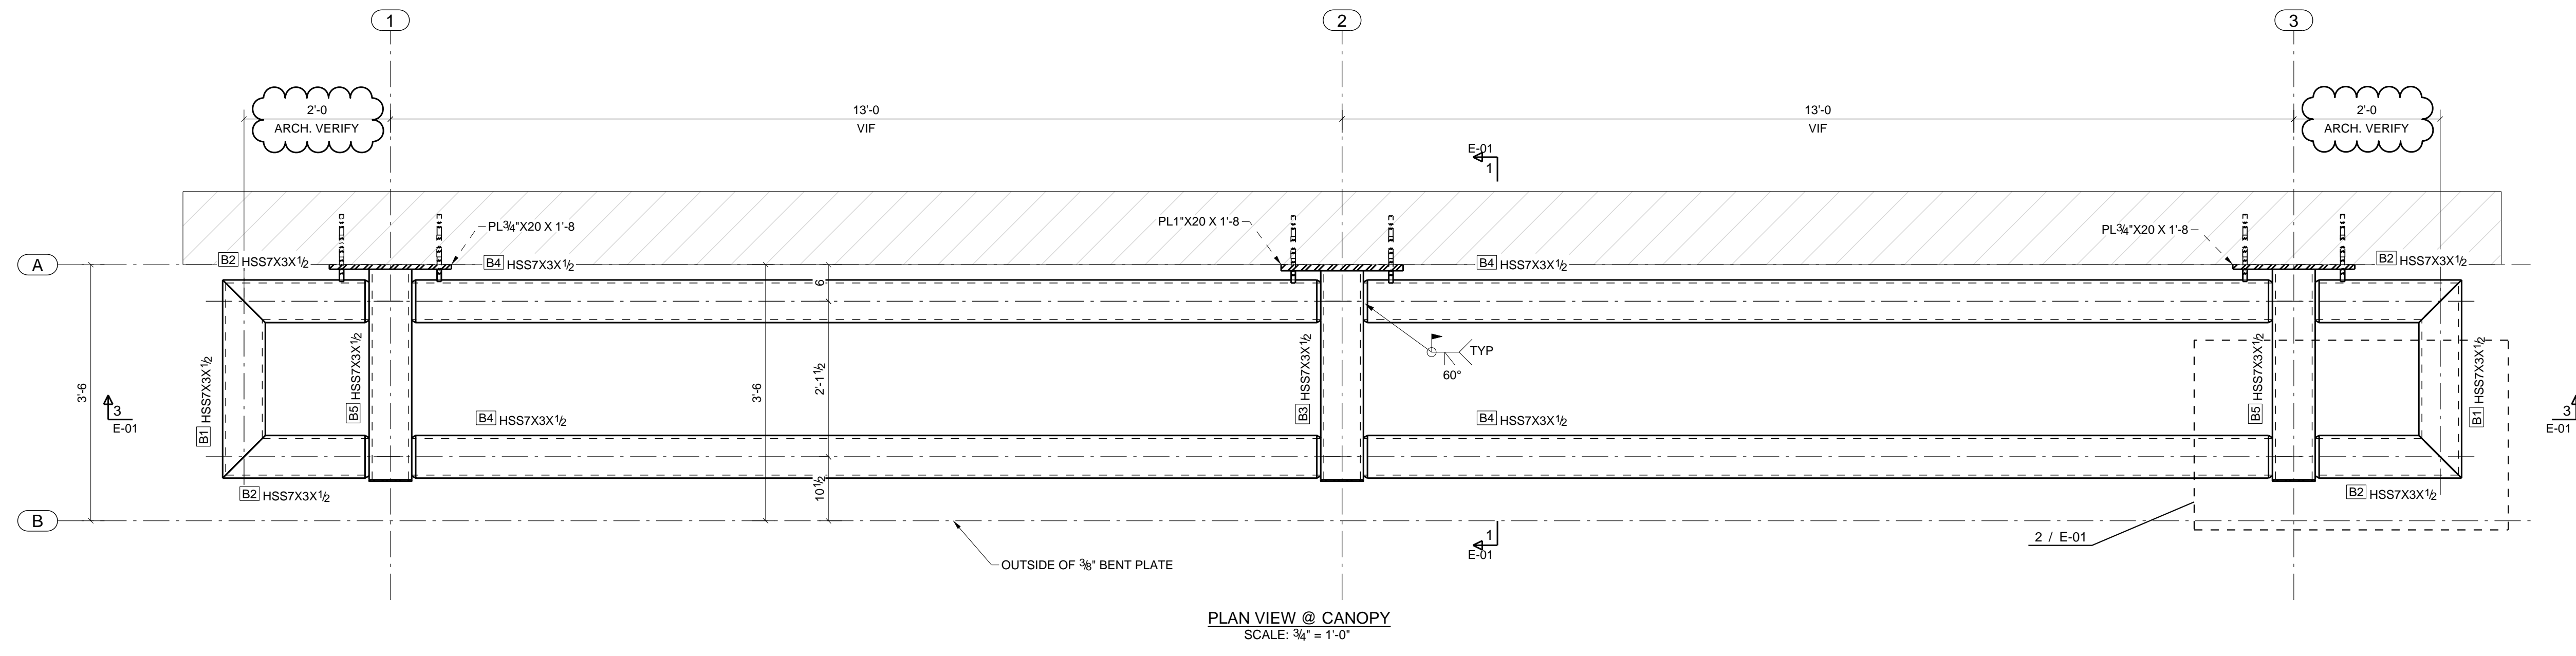 1
2
3
2'-0
ARCH. VERIFY
13'-0
VIF
13'-0
VIF
2'-0
ARCH. VERIFY
E-01
1
PL3/4"X20 X 1'-8
PL1"X20 X 1'-8
PL3/4"X20 X 1'-8
A
B2 HSS7X3X1/2
B4 HSS7X3X1/2
B4 HSS7X3X1/2
B2 HSS7X3X1/2
6
3'-6
3
E-01
B1 HSS7X3X1/2
B5 HSS7X3X1/2
3'-6
2'-1 1/2
B3 HSS7X3X1/2
TYP
60°
B5 HSS7X3X1/2
B1 HSS7X3X1/2
3
E-01
B4 HSS7X3X1/2
B4 HSS7X3X1/2
10 1/2
B2 HSS7X3X1/2
B2 HSS7X3X1/2
B
1
E-01
2 / E-01
OUTSIDE OF 3/8" BENT PLATE
PLAN VIEW @ CANOPY
SCALE: 3/4" = 1'-0"